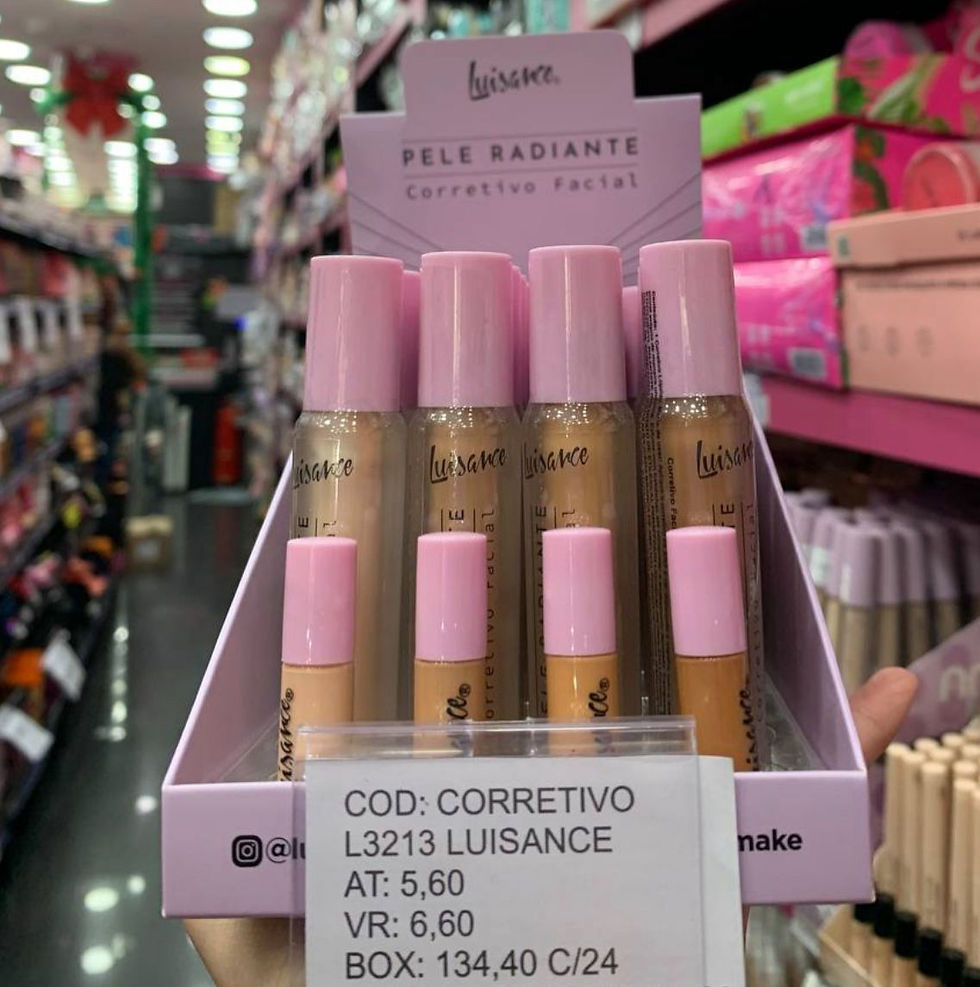 Luisance®
PELE RADIANTE
Corretivo Facial
Luisance
Luisance
Luisance
Luisance
Corretivo Facial
COD: CORRETIVO
L3213 LUISANCE
AT: 5,60
VR: 6,60
BOX: 134,40 C/24
make